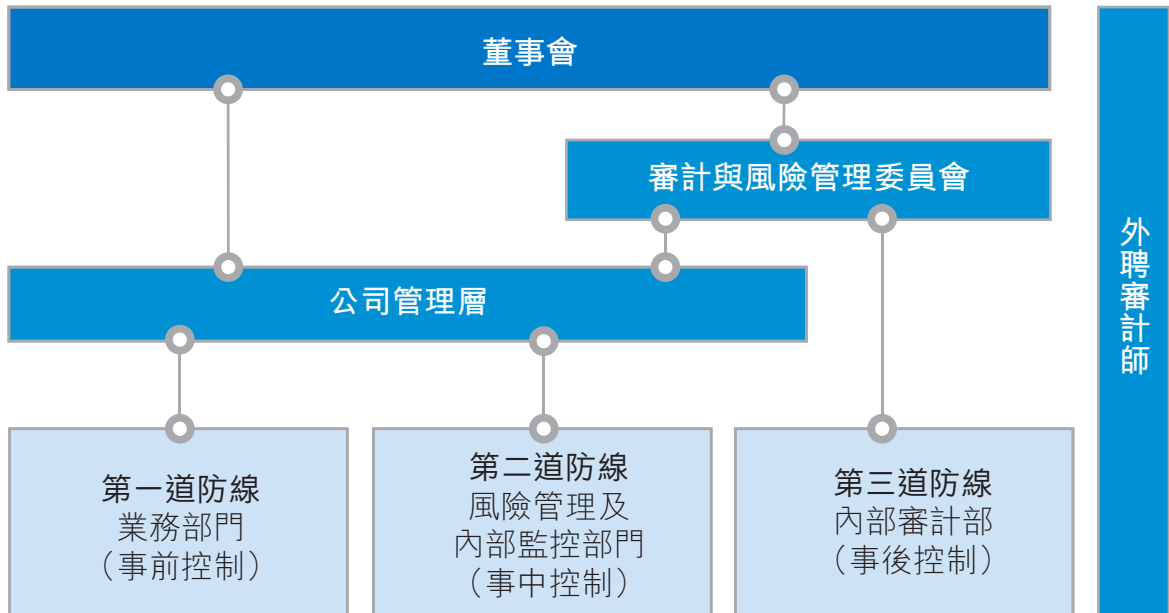 董事會
審計與風險管理委員會
公司管理層
第一道防線
業務部門
（事前控制）
第二道防線
風險管理及
內部監控部門
（事中控制）
第三道防線
內部審計部
（事後控制）
外聘審計師